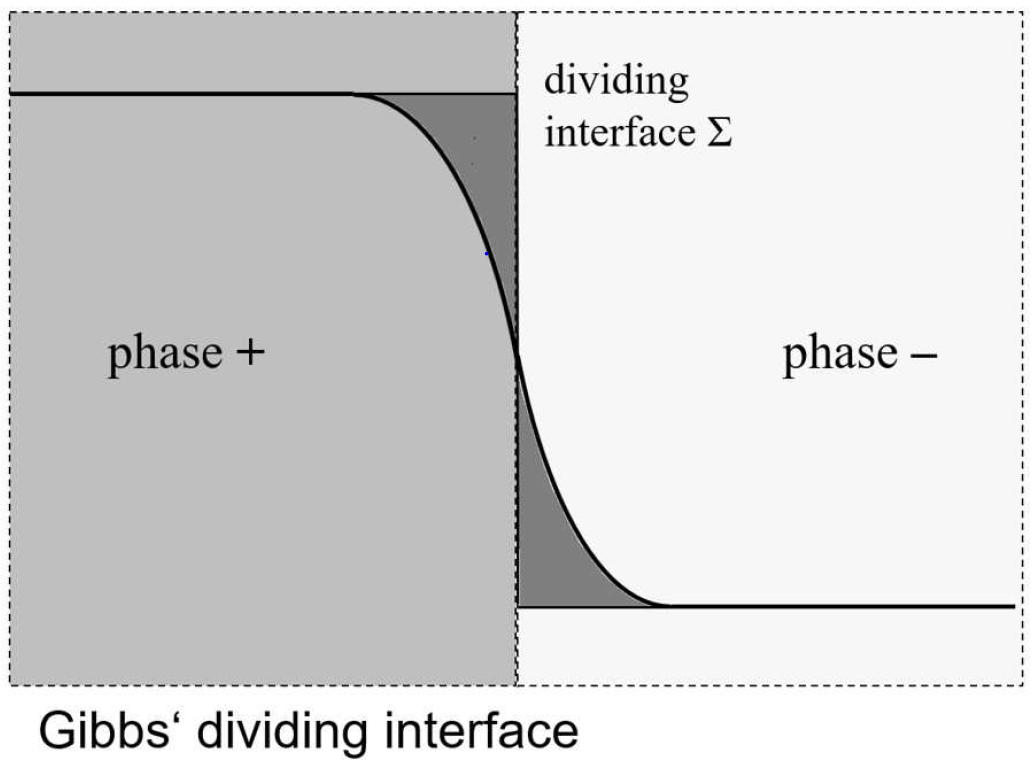 dividing
interface Σ
phase +
phase –
Gibbs‘ dividing interface